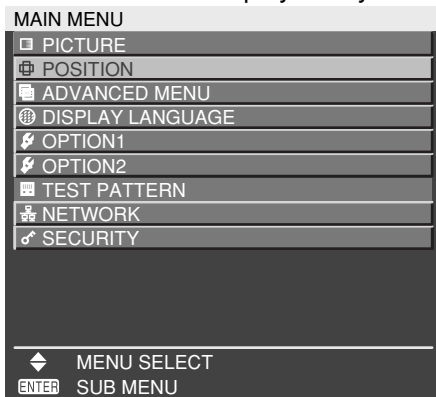 MAIN MENU
PICTURE
POSITION
ADVANCED MENU
DISPLAY LANGUAGE
OPTION1
OPTION2
TEST PATTERN
NETWORK
SECURITY
MENU SELECT
ENTER SUB MENU